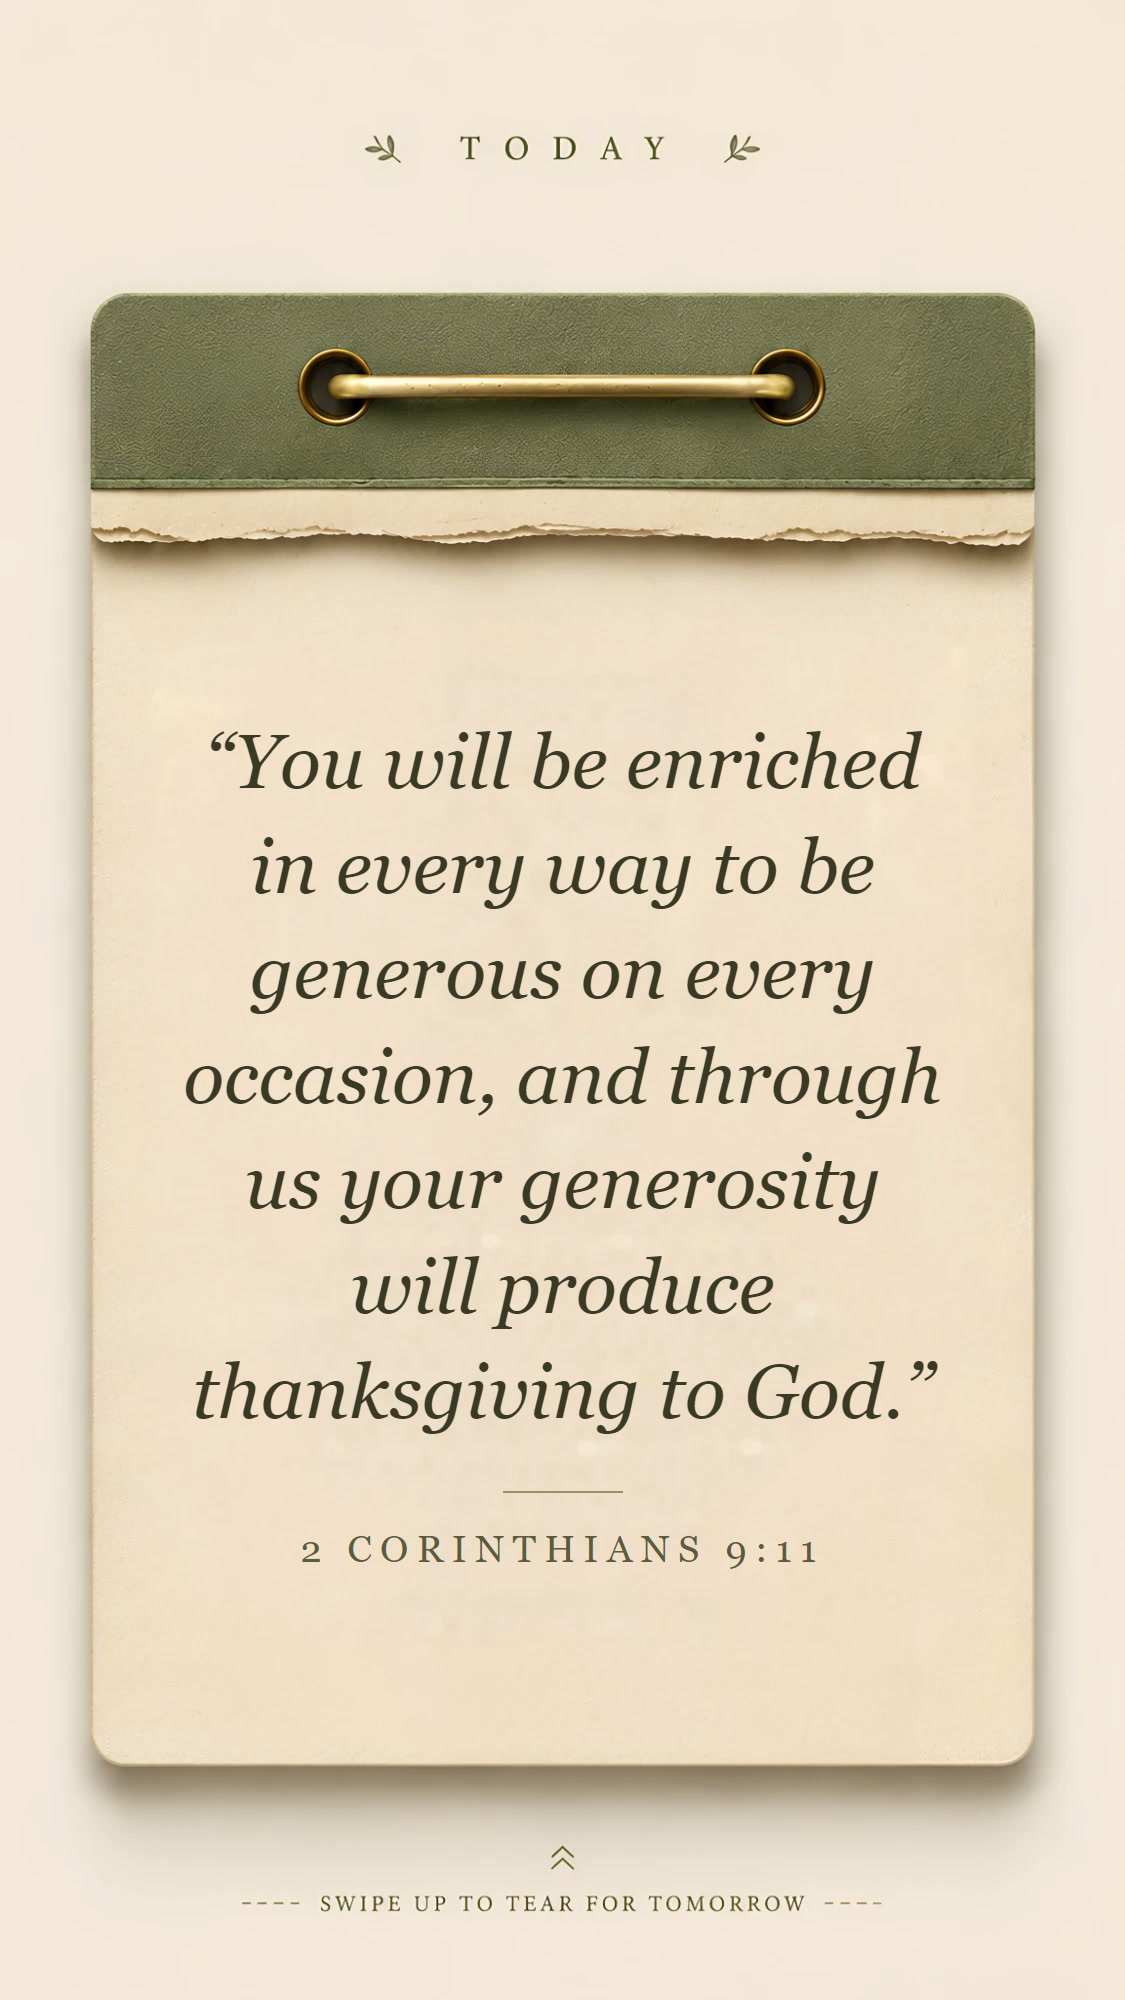 TODAY
“You will be enriched
in every way to be
generous on every
occasion, and through
us your generosity
will produce
thanksgiving to God.”
2 CORINTHIANS 9:11
SWIPE UP TO TEAR FOR TOMORROW